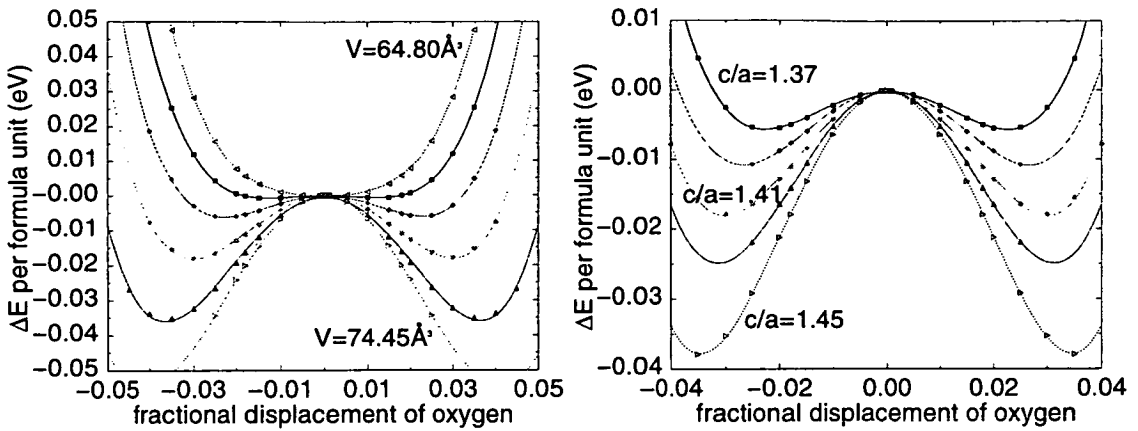 0.05
0.04
0.03
0.02
0.01
−0.00
−0.01
−0.02
−0.03
−0.04
−0.05
ΔE per formula unit (eV)
V=64.80Å³
V=74.45Å³
−0.05 −0.03 −0.01 0.01 0.03 0.05
fractional displacement of oxygen
0.01
0.00
−0.01
−0.02
−0.03
−0.04
ΔE per formula unit (eV)
c/a=1.37
c/a=1.41
c/a=1.45
−0.04 −0.02 0.00 0.02 0.04
fractional displacement of oxygen